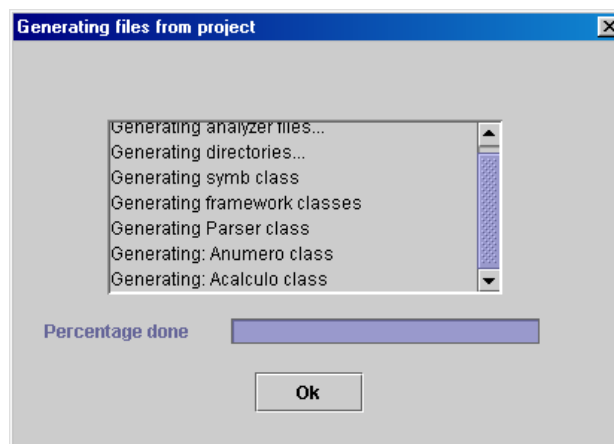 Generating files from project
Generating analyzer files...
Generating directories...
Generating symb class
Generating framework classes
Generating Parser class
Generating: Anumero class
Generating: Acalculo class
Percentage done
Ok